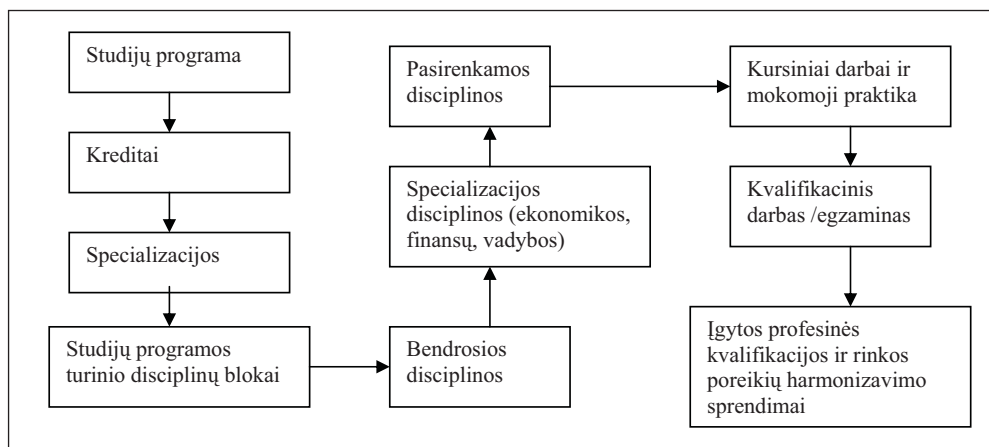 Studijų programa
Kreditai
Specializacijos
Studijų programos
turinio disciplinų blokai
Bendrosios
disciplinos
Specializacijos
disciplinos (ekonomikos,
finansų, vadybos)
Pasirenkamos
disciplinos
Kursiniai darbai ir
mokomoji praktika
Kvalifikacinis
darbas /egzaminas
Įgytos profesinės
kvalifikacijos ir rinkos
poreikių harmonizavimo
sprendimai